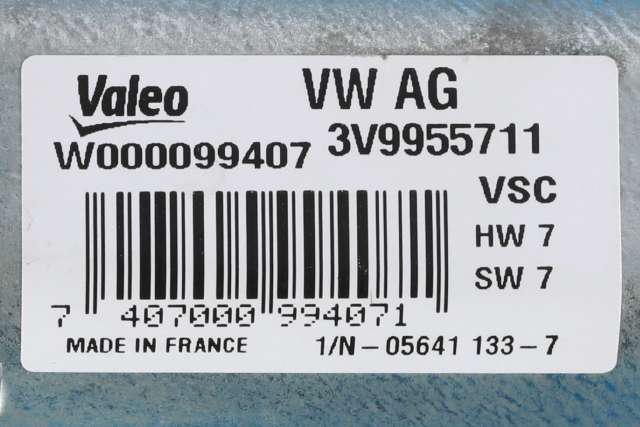 Valeo
VW AG
W000099407
3V9955711
VSC
HW 7
SW 7
7 407000 994071
MADE IN FRANCE
1/N-05641 133-7